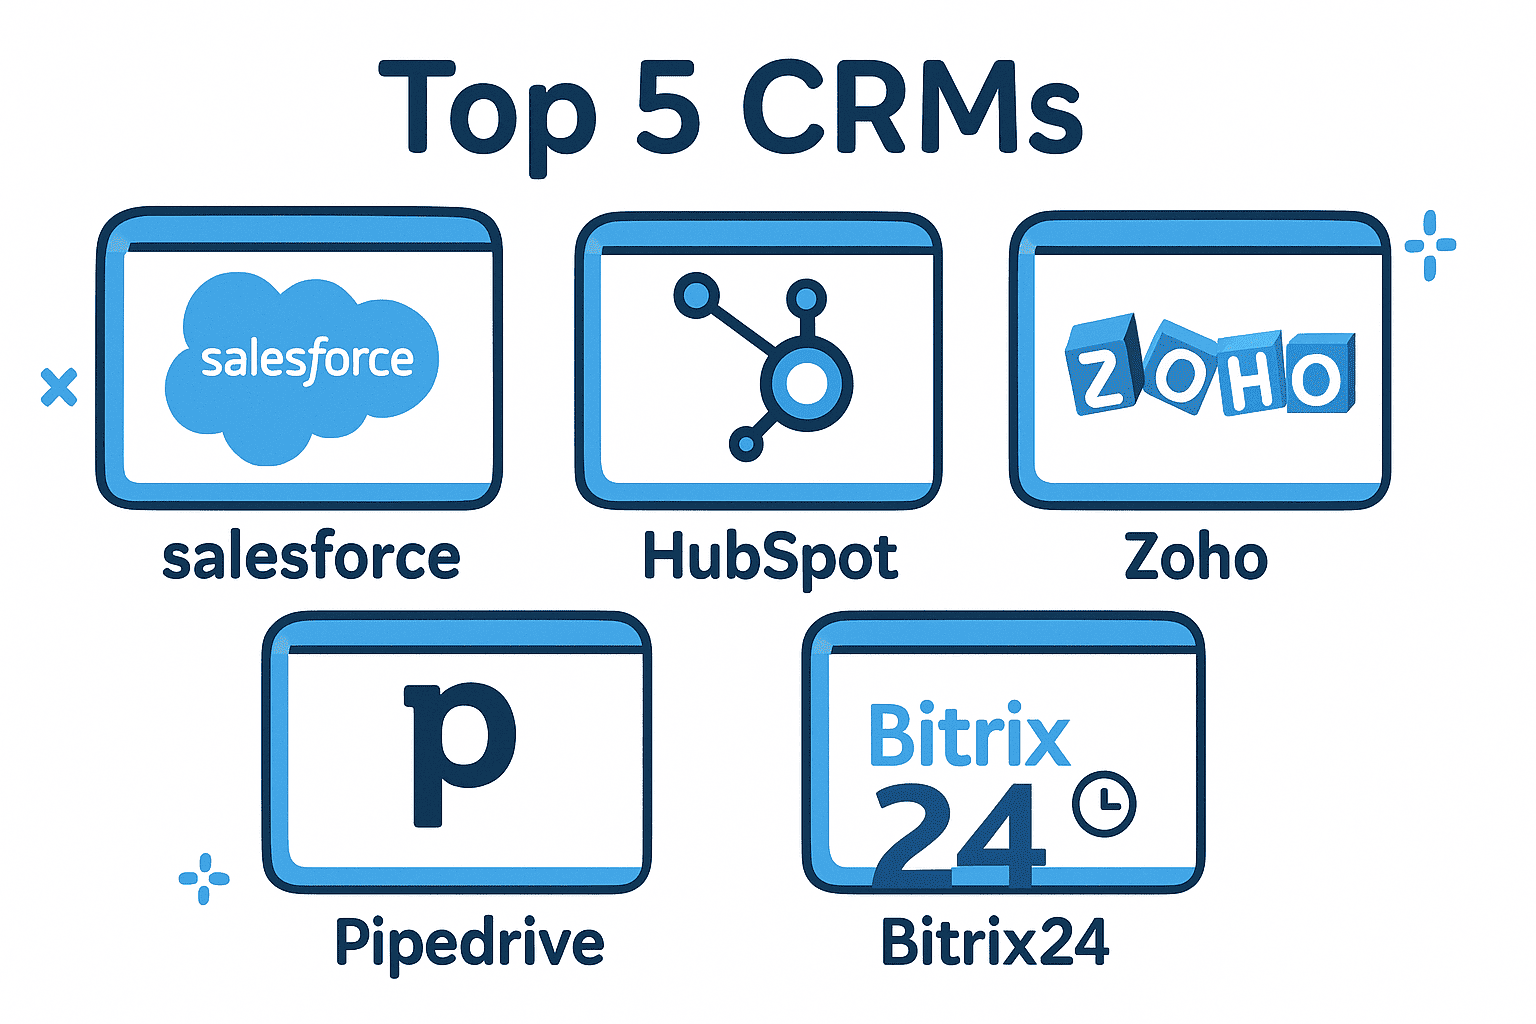 Top 5 CRMs
salesforce
ZOHO
salesforce
HubSpot
Zoho
p
Bitrix
24
Pipedrive
Bitrix24